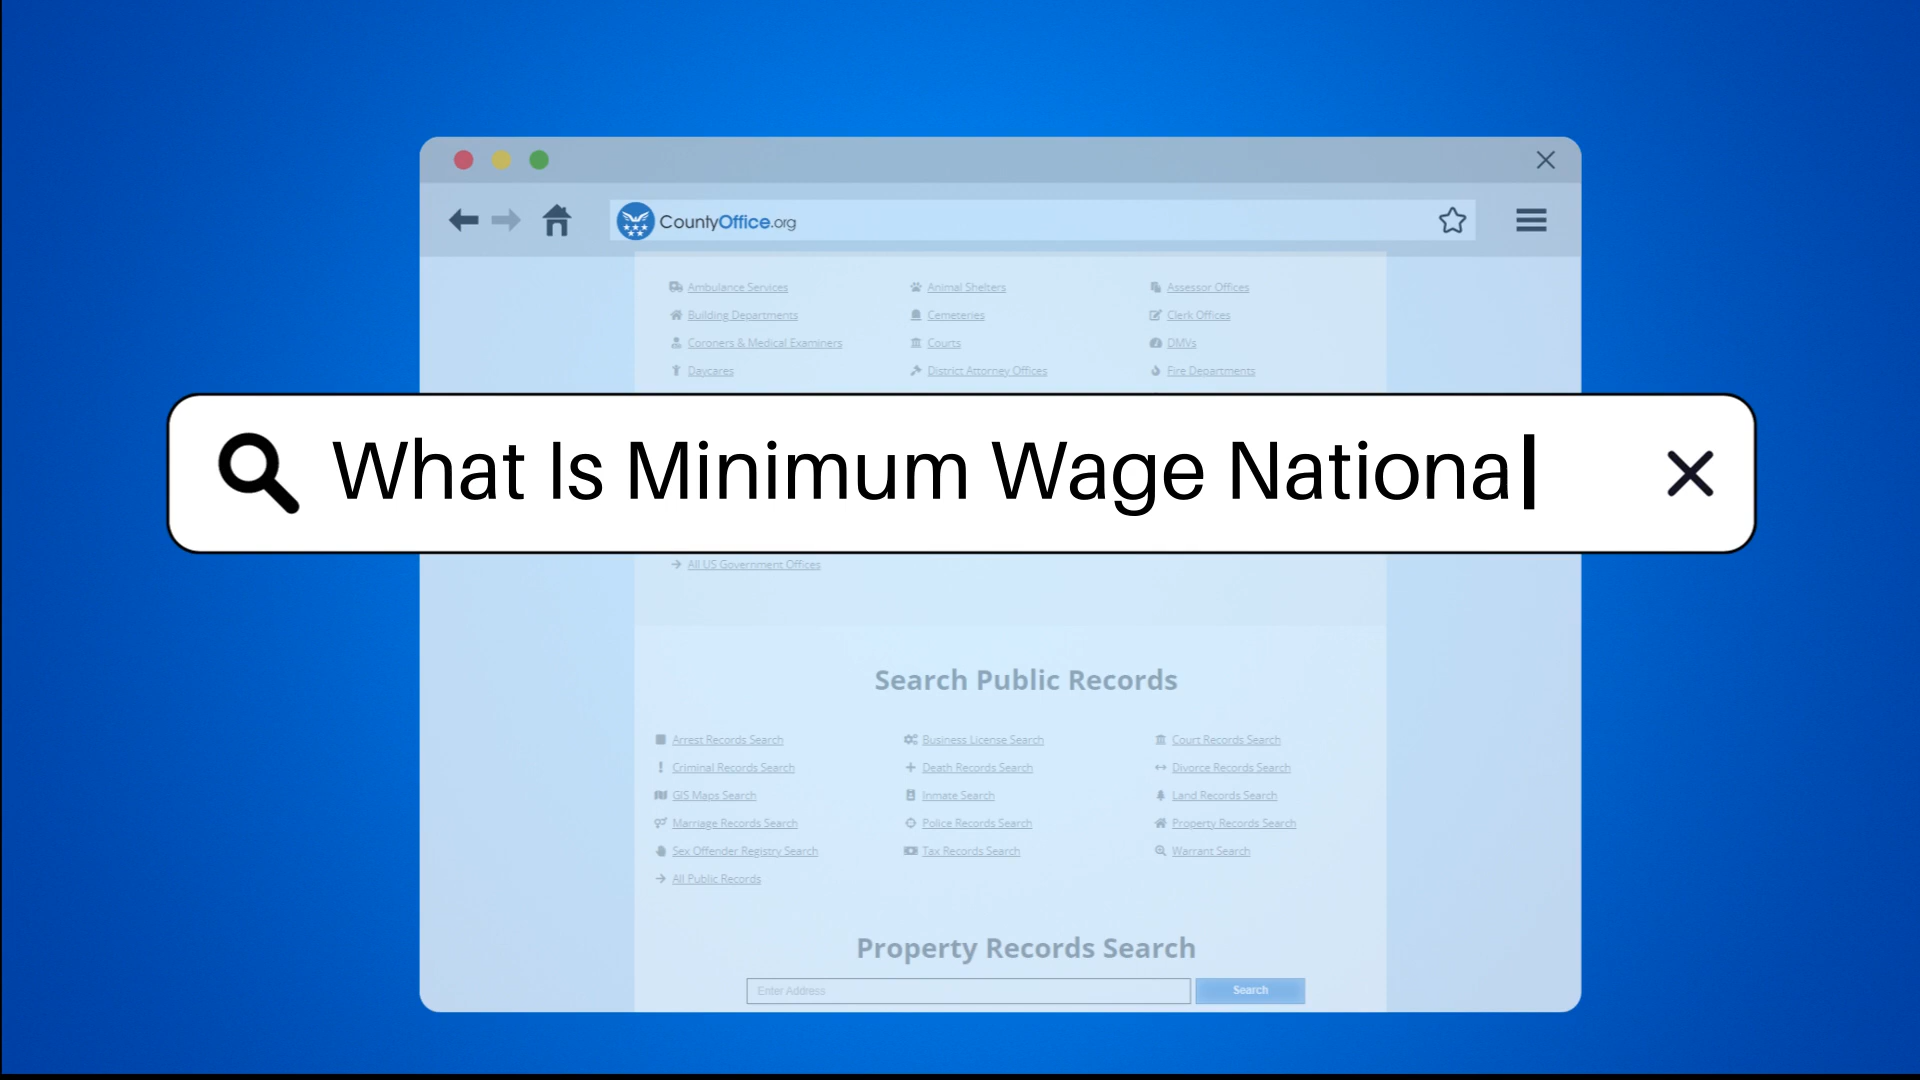 CountyOffice.org
Ambulance Services Animal Shelters Assessor Offices
Building Departments Cemeteries Clerk Offices
Coroners & Medical Examiners Courts DMVs
Daycares District Attorney Offices Fire Departments
What Is Minimum Wage Nationa
All US Government Offices
Search Public Records
Arrest Records Search Business License Search Court Records Search
Criminal Records Search Death Records Search Divorce Records Search
GIS Maps Search Inmate Search Land Records Search
Marriage Records Search Police Records Search Property Records Search
Sex Offender Registry Search Tax Records Search Warrant Search
All Public Records
Property Records Search
Enter Address Search